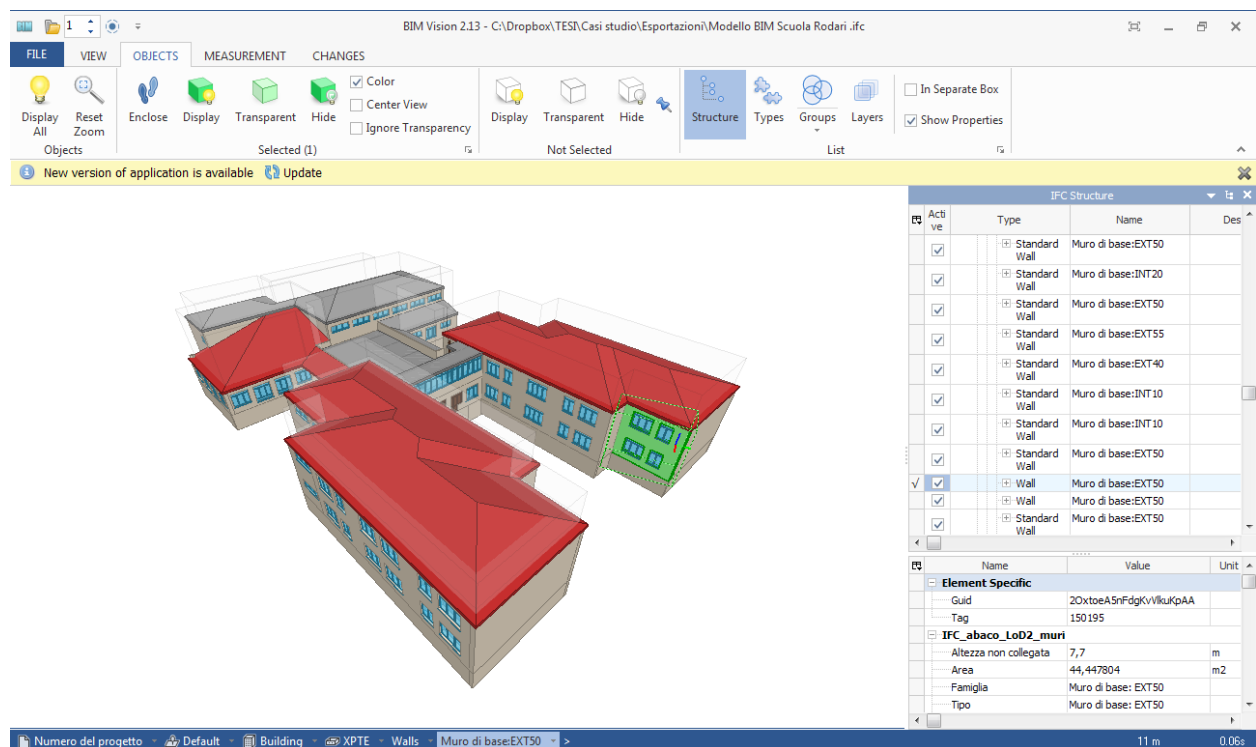 1 BIM Vision 2.13 - C:\Dropbox\TESI\Casi studio\Esportazioni\Modello BIM Scuola Rodari .ifc
FILE VIEW OBJECTS MEASUREMENT CHANGES
Display All
Reset Zoom
Enclose
Display
Transparent
Hide
Color
Center View
Ignore Transparency
Display
Transparent
Hide
Structure
Types
Groups
Layers
In Separate Box
Show Properties
Objects Selected (1) Not Selected List
New version of application is available Update
IFC Structure
Acti ve Type Name Des
Standard Wall Muro di base:EXT50
Standard Wall Muro di base:INT20
Standard Wall Muro di base:EXT50
Standard Wall Muro di base:EXT55
Standard Wall Muro di base:EXT40
Standard Wall Muro di base:INT10
Standard Wall Muro di base:INT10
Standard Wall Muro di base:EXT50
Wall Muro di base:EXT50
Wall Muro di base:EXT50
Standard Wall Muro di base:EXT50
Name Value Unit
Element Specific
Guid 2OxtoeA5nFdgKvVlkuKpAA
Tag 150195
IFC_abaco_LoD2_muri
Altezza non collegata 7,7 m
Area 44,447804 m2
Famiglia Muro di base: EXT50
Tipo Muro di base: EXT50
Numero del progetto Default Building XPTE Walls Muro di base:EXT50 > 11 m 0.06s